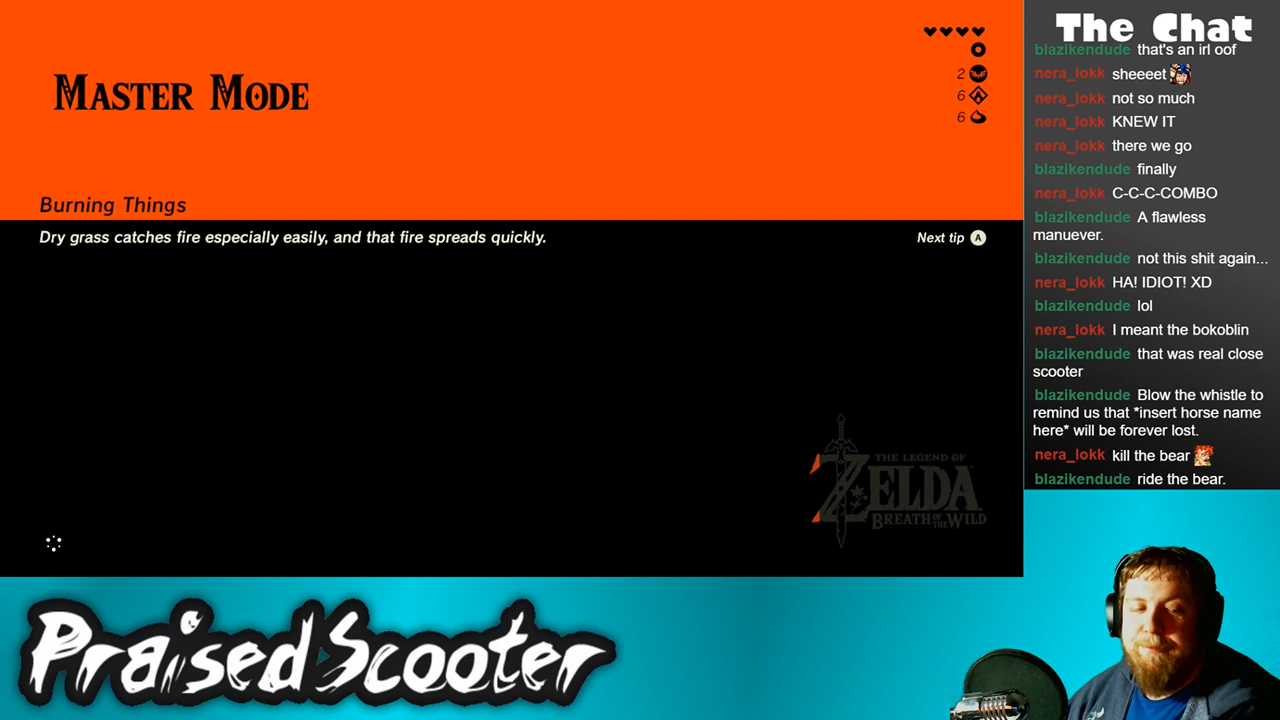 Master Mode
2
6
6
Burning Things
Dry grass catches fire especially easily, and that fire spreads quickly.
Next tip A
THE LEGEND OF
ZELDA
BREATH OF THE WILD
PraisedScooter
The Chat
blazikendude that's an irl oof
nera_lokk sheeeet
nera_lokk not so much
nera_lokk KNEW IT
nera_lokk there we go
blazikendude finally
nera_lokk C-C-C-COMBO
blazikendude A flawless
manuever.
blazikendude not this shit again...
nera_lokk HA! IDIOT! XD
blazikendude lol
nera_lokk I meant the bokoblin
blazikendude that was real close
scooter
blazikendude Blow the whistle to
remind us that *insert horse name
here* will be forever lost.
nera_lokk kill the bear
blazikendude ride the bear.